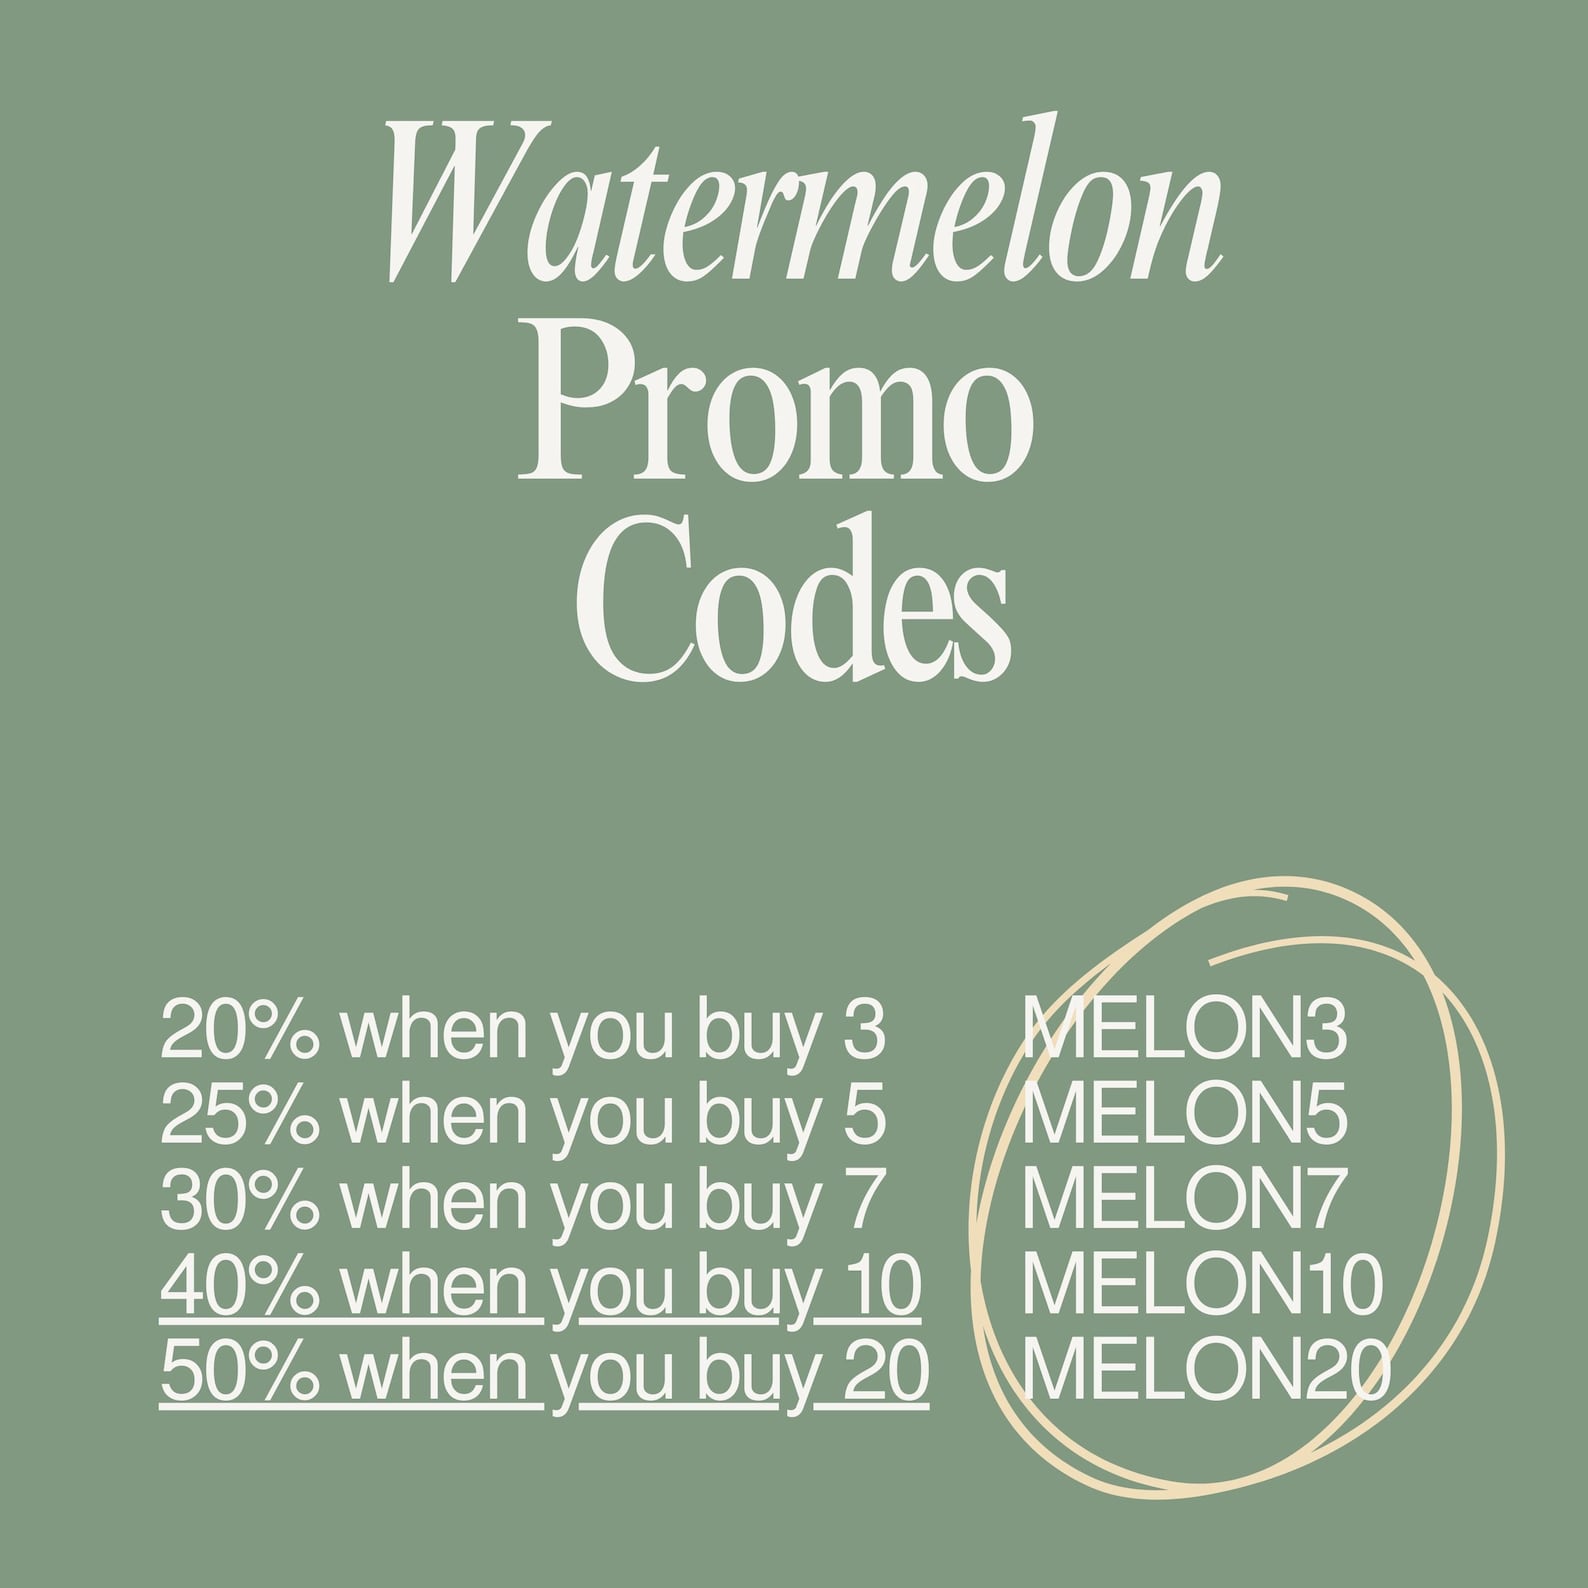 Watermelon
Promo
Codes
20% when you buy 3 MELON3
25% when you buy 5 MELON5
30% when you buy 7 MELON7
40% when you buy 10 MELON10
50% when you buy 20 MELON20